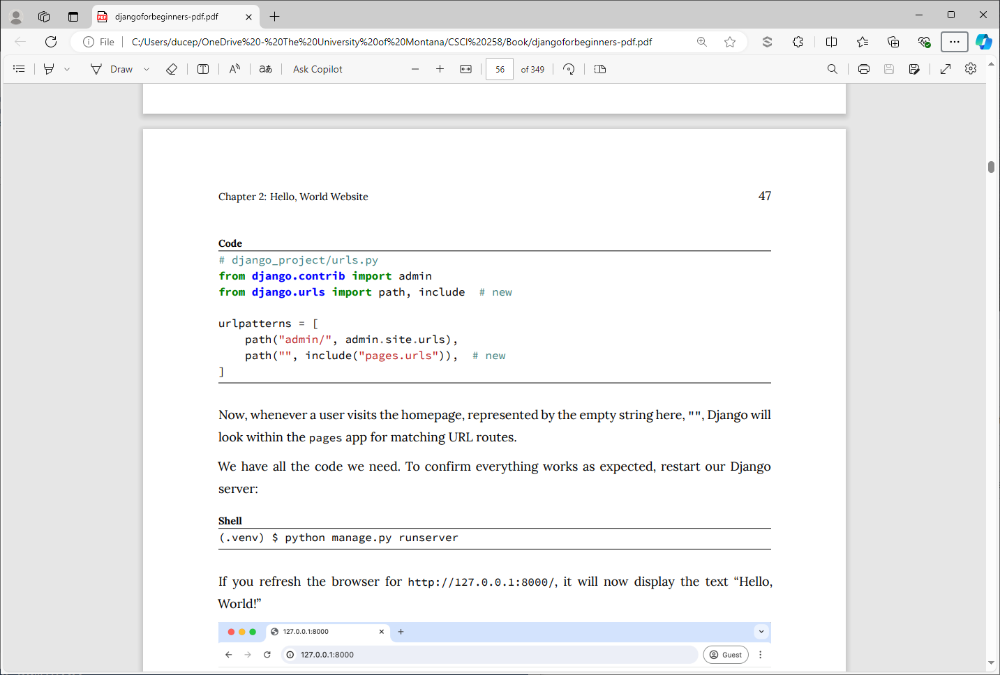 djangoforbeginners-pdf.pdf
File
C:/Users/ducep/OneDrive%20-%20The%20University%20of%20Montana/CSCI%20258/Book/djangoforbeginners-pdf.pdf
Draw
Ask Copilot
56 of 349
Chapter 2: Hello, World Website 47
Code
# django_project/urls.py
from django.contrib import admin
from django.urls import path, include  # new
urlpatterns = [
    path("admin/", admin.site.urls),
    path("", include("pages.urls")),  # new
]
Now, whenever a user visits the homepage, represented by the empty string here, "", Django will
look within the pages app for matching URL routes.
We have all the code we need. To confirm everything works as expected, restart our Django
server:
Shell
(.venv) $ python manage.py runserver
If you refresh the browser for http://127.0.0.1:8000/, it will now display the text “Hello,
World!”
127.0.0.1:8000
127.0.0.1:8000 Guest